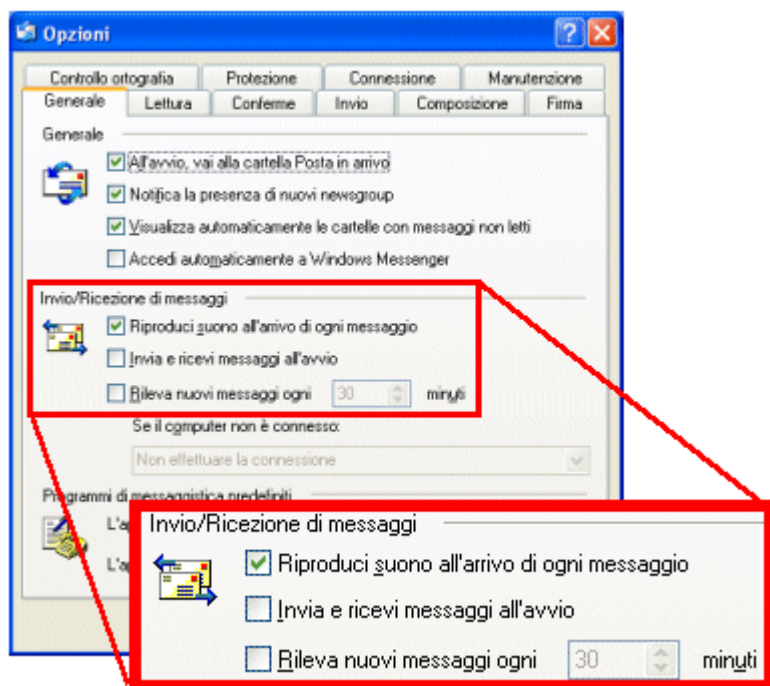 Opzioni
Controllo ortografia Protezione Connessione Manutenzione
Generale Lettura Conferme Invio Composizione Firma
Generale
All'avvio, vai alla cartella Posta in arrivo
Notifica la presenza di nuovi newsgroup
Visualizza automaticamente le cartelle con messaggi non letti
Accedi automaticamente a Windows Messenger
Invio/Ricezione di messaggi
Riproduci suono all'arrivo di ogni messaggio
Invia e ricevi messaggi all'avvio
Rileva nuovi messaggi ogni 30 minuti
Se il computer non è connesso:
Non effettuare la connessione
Programmi di messaggistica predefiniti
Invio/Ricezione di messaggi
Riproduci suono all'arrivo di ogni messaggio
Invia e ricevi messaggi all'avvio
Rileva nuovi messaggi ogni 30 minuti